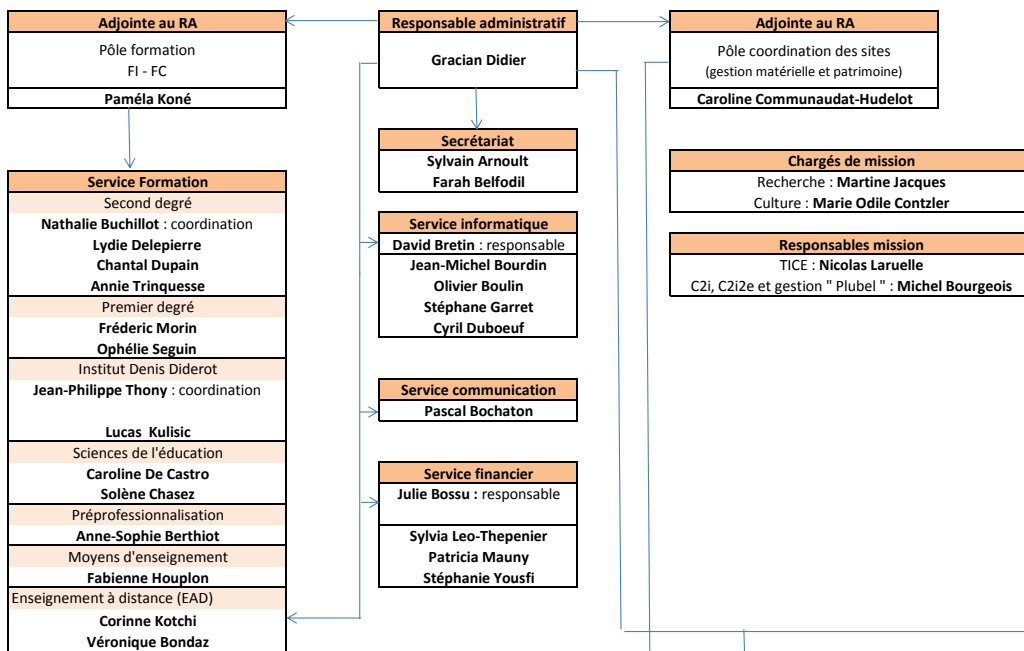 Adjointe au RA
Pôle formation
FI - FC
Paméla Koné
Responsable administratif
Gracian Didier
Adjointe au RA
Pôle coordination des sites
(gestion matérielle et patrimoine)
Caroline Communaudat-Hudelot
Service Formation
Second degré
Nathalie Buchillot : coordination
Lydie Delepierre
Chantal Dupain
Annie Trinquesse
Premier degré
Fréderic Morin
Ophélie Seguin
Institut Denis Diderot
Jean-Philippe Thony : coordination
Lucas Kulisic
Sciences de l'éducation
Caroline De Castro
Solène Chasez
Préprofessionnalisation
Anne-Sophie Berthiot
Moyens d'enseignement
Fabienne Houplon
Enseignement à distance (EAD)
Corinne Kotchi
Véronique Bondaz
Secrétariat
Sylvain Arnoult
Farah Belfodil
Service informatique
David Bretin : responsable
Jean-Michel Bourdin
Olivier Boulin
Stéphane Garret
Cyril Duboeuf
Service communication
Pascal Bochaton
Service financier
Julie Bossu : responsable
Sylvia Leo-Thepenier
Patricia Mauny
Stéphanie Yousfi
Chargés de mission
Recherche : Martine Jacques
Culture : Marie Odile Contzler
Responsables mission
TICE : Nicolas Laruelle
C2i, C2i2e et gestion " Plubel " : Michel Bourgeois